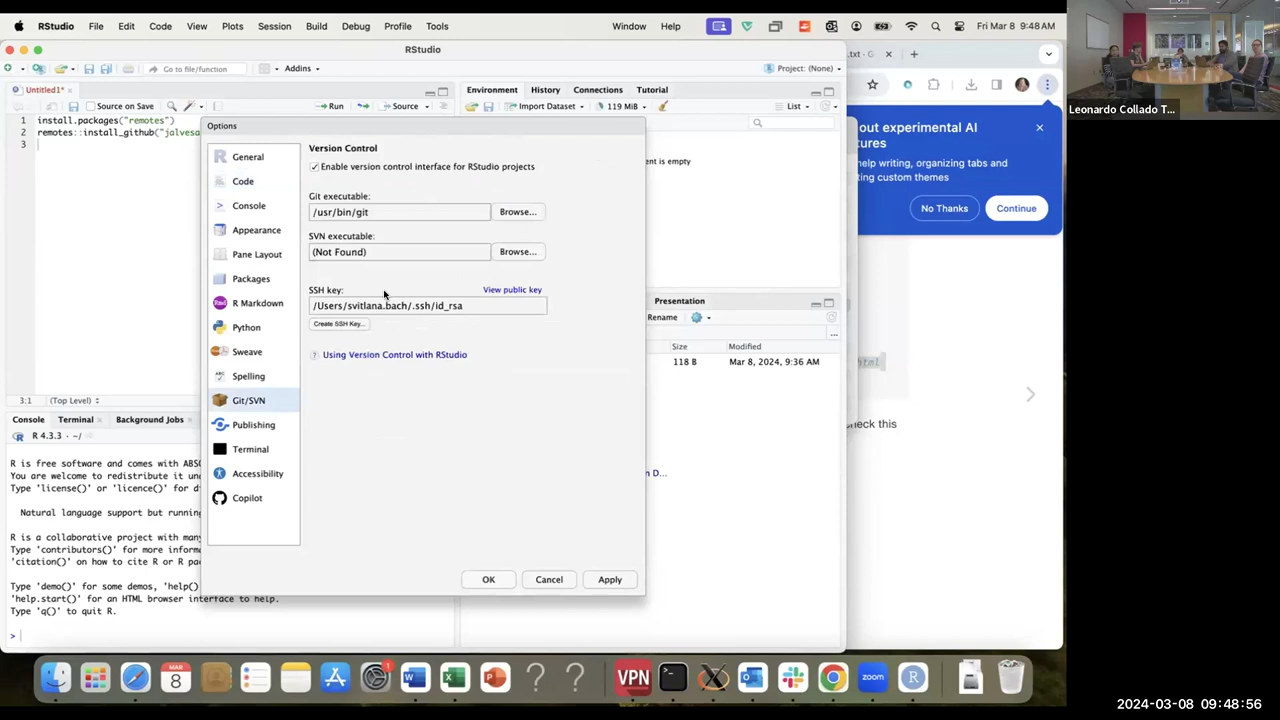 RStudio File Edit Code View Plots Session Build Debug Profile Tools Window Help Fri Mar 8 9:48 AM
RStudio
Go to file/function Addins Project: (None)
.txt - G
Untitled1* ×
Source on Save Run Source
1 install.packages("remotes")
2 remotes::install_github("jalvesa
3
3:1 (Top Level)
Environment History Connections Tutorial
Import Dataset 119 MiB List
ent is empty
Options
General
Code
Console
Appearance
Pane Layout
Packages
R Markdown
Python
Sweave
Spelling
Git/SVN
Publishing
Terminal
Accessibility
Copilot
Version Control
Enable version control interface for RStudio projects
Git executable:
/usr/bin/git Browse...
SVN executable:
(Not Found) Browse...
SSH key: View public key
/Users/svitlana.bach/.ssh/id_rsa
Create SSH Key...
? Using Version Control with RStudio
OK Cancel Apply
Presentation
Rename
Size Modified
118 B Mar 8, 2024, 9:36 AM
n D...
Console Terminal × Background Jobs ×
R 4.3.3 · ~/
R is free software and comes with ABSO
You are welcome to redistribute it und
Type 'license()' or 'licence()' for di
Natural language support but running
R is a collaborative project with many
Type 'contributors()' for more informa
'citation()' on how to cite R or R pac
Type 'demo()' for some demos, 'help()'
'help.start()' for an HTML browser interface to help.
Type 'q()' to quit R.
>
out experimental AI
tures
help writing, organizing tabs and
ting custom themes
No Thanks Continue
html
heck this
MAR
8
1
VPN
zoom
Leonardo Collado T...
2024-03-08 09:48:56